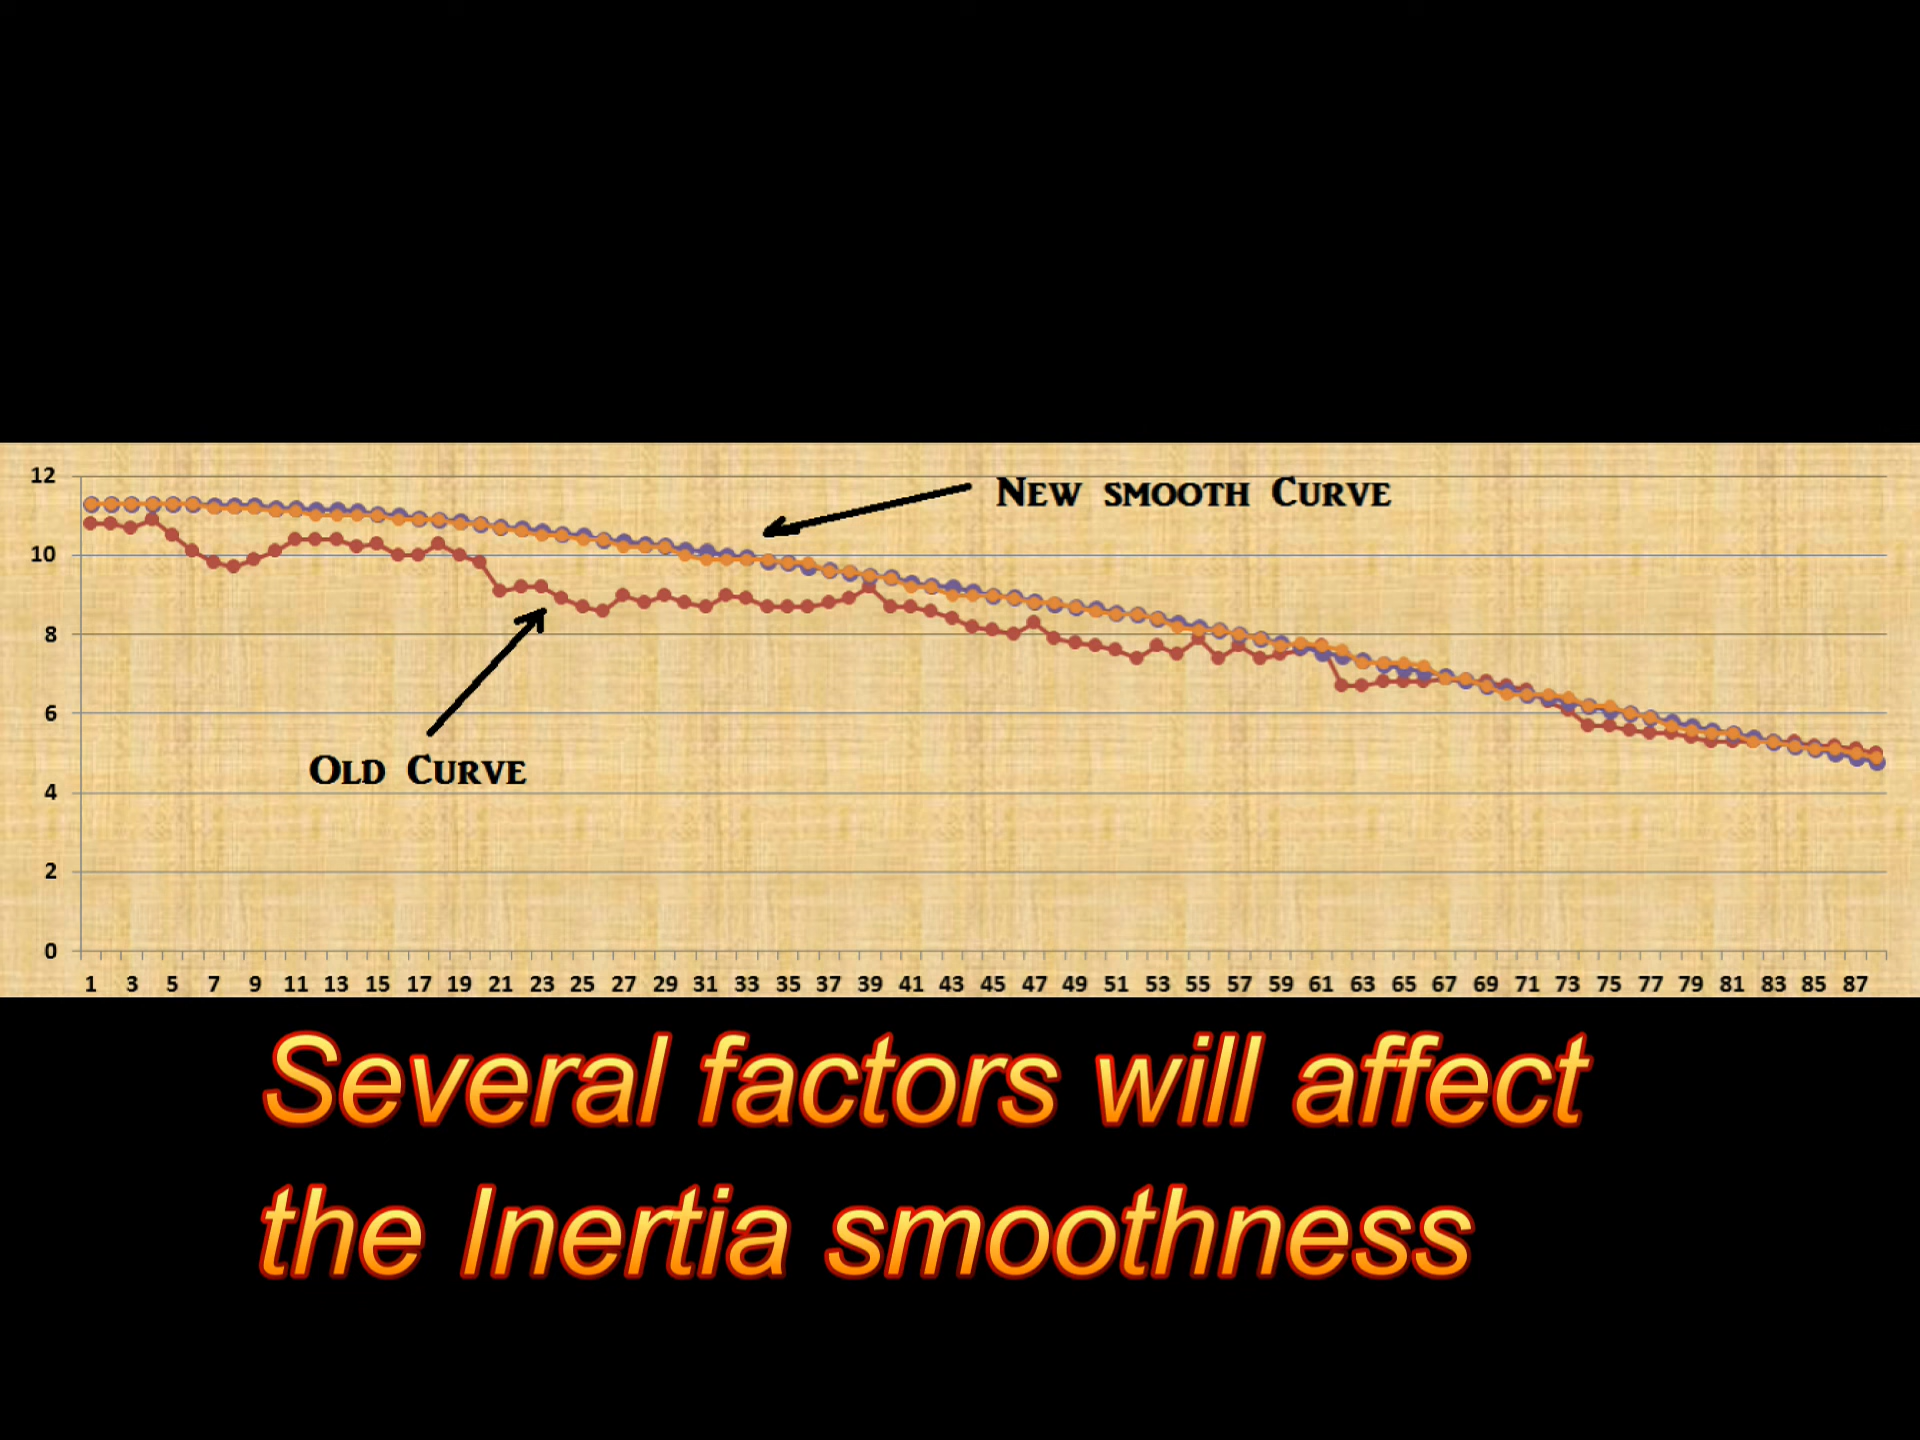 12
New smooth Curve
10
8
6
Old Curve
4
2
0
1 3 5 7 9 11 13 15 17 19 21 23 25 27 29 31 33 35 37 39 41 43 45 47 49 51 53 55 57 59 61 63 65 67 69 71 73 75 77 79 81 83 85 87
Several factors will affect
the Inertia smoothness